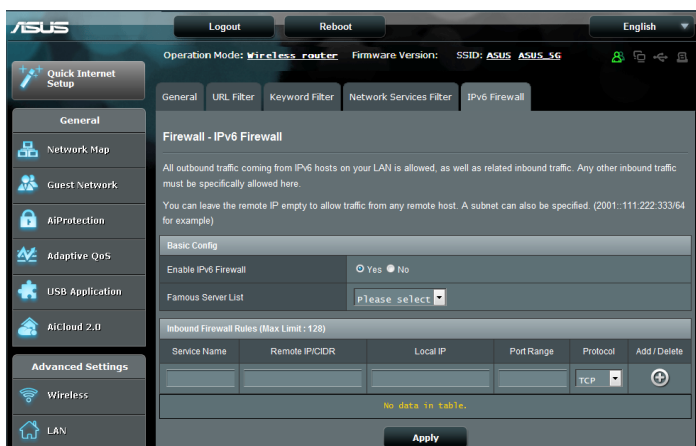 ASUS
Logout
Reboot
English
Operation Mode: Wireless router Firmware Version: SSID: ASUS ASUS_5G
Quick Internet
Setup
General
Network Map
Guest Network
AiProtection
Adaptive QoS
USB Application
AiCloud 2.0
Advanced Settings
Wireless
LAN
General
URL Filter
Keyword Filter
Network Services Filter
IPv6 Firewall
Firewall - IPv6 Firewall
All outbound traffic coming from IPv6 hosts on your LAN is allowed, as well as related inbound traffic. Any other inbound traffic
must be specifically allowed here.
You can leave the remote IP empty to allow traffic from any remote host. A subnet can also be specified. (2001::111:222:333/64
for example)
Basic Config
Enable IPv6 Firewall
Yes No
Famous Server List
Please select
Inbound Firewall Rules (Max Limit : 128)
Service Name Remote IP/CIDR Local IP Port Range Protocol Add / Delete
TCP
No data in table.
Apply